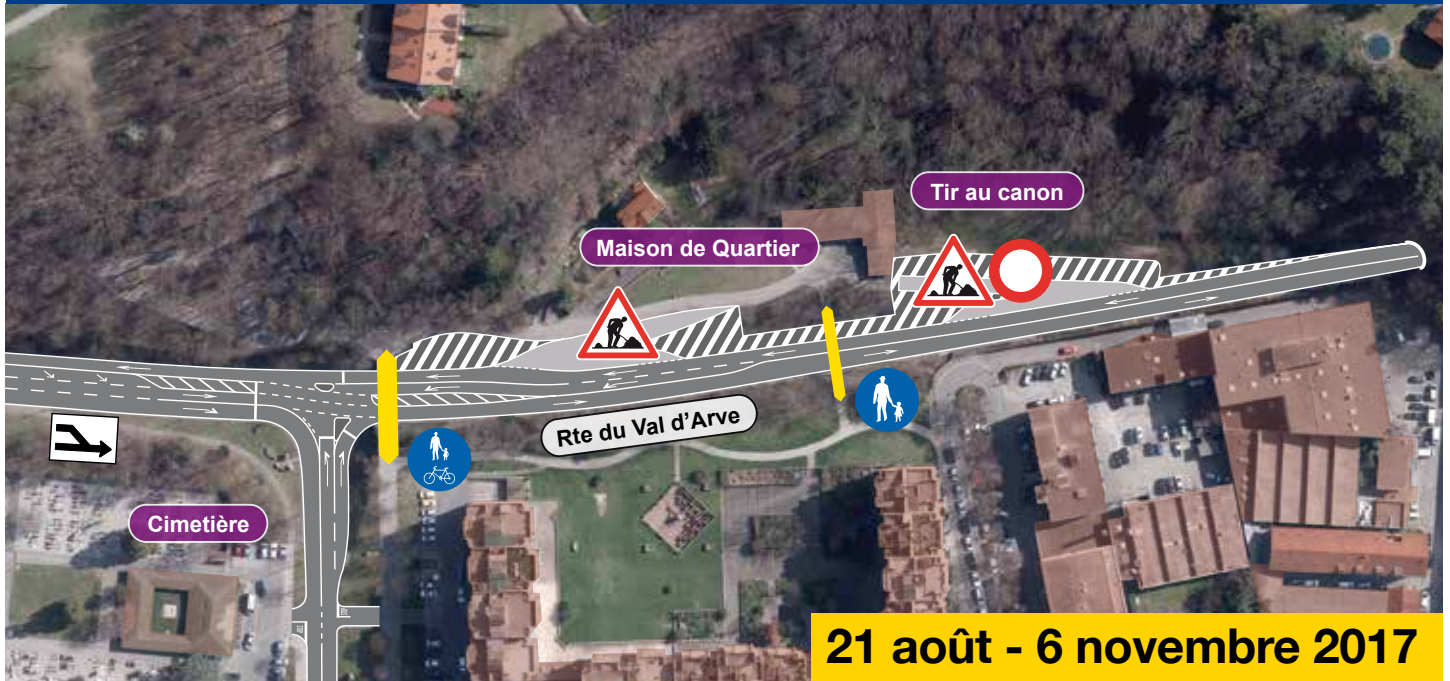 Tir au canon
Maison de Quartier
Rte du Val d'Arve
Cimetière
21 août - 6 novembre 2017